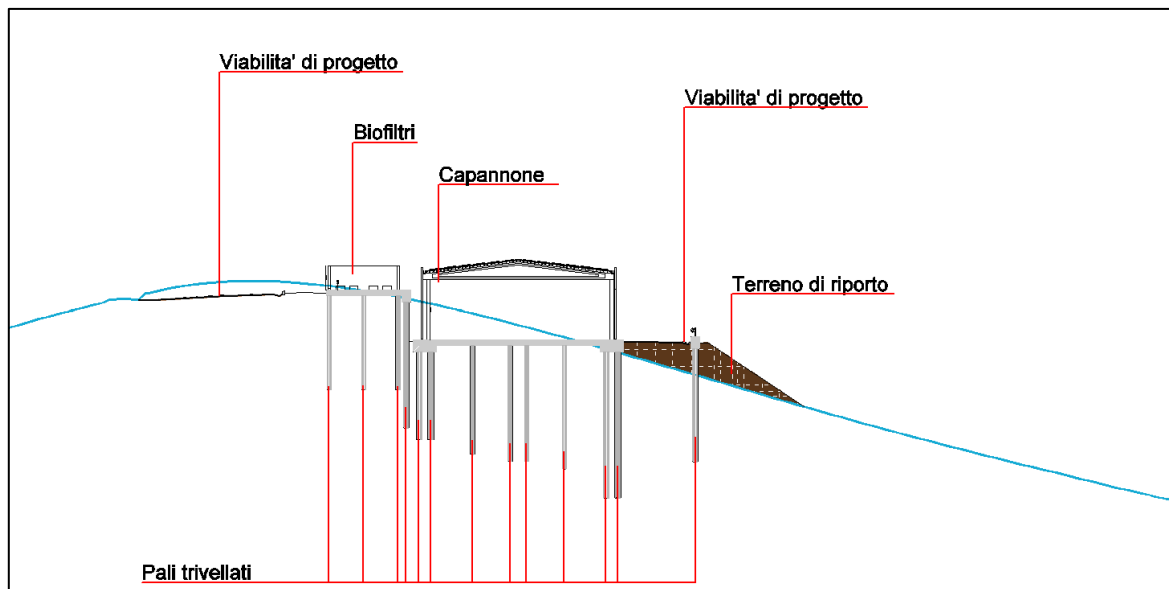 Viabilita' di progetto
Viabilita' di progetto
Biofiltri
Capannone
Terreno di riporto
Pali trivellati